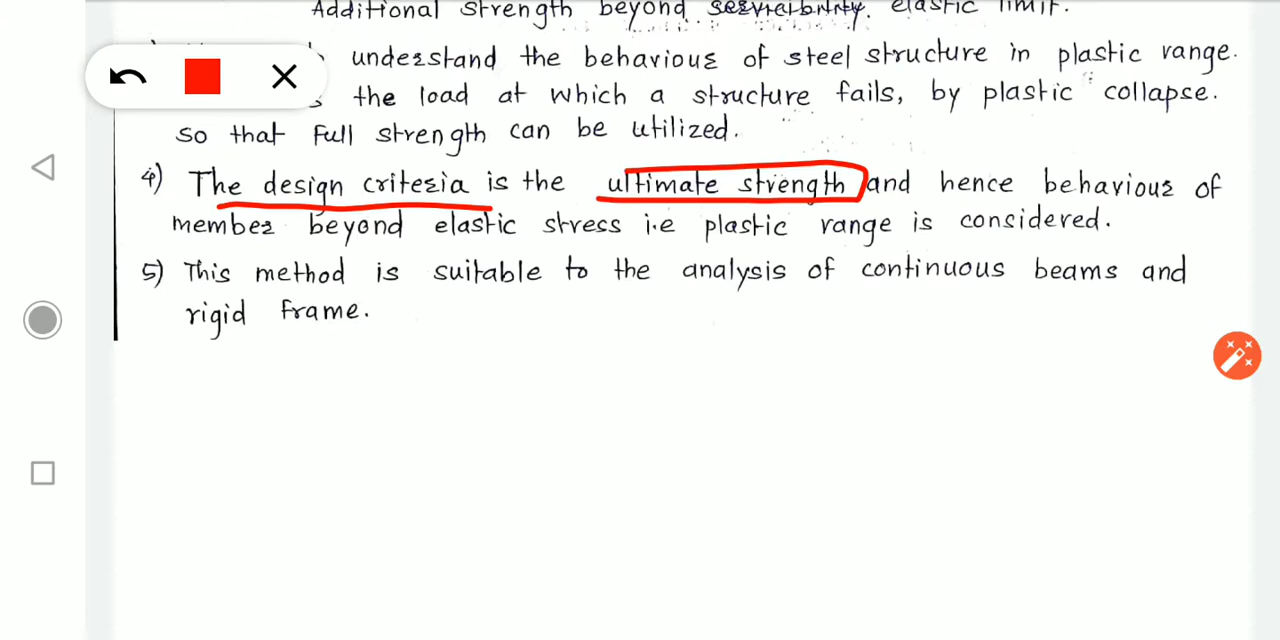 Additional strength beyond serviceability. elastic limit.
understand the behaviour of steel structure in plastic range.
the load at which a structure fails, by plastic collapse.
so that full strength can be utilized.
4) The design criteria is the ultimate strength and hence behaviour of
member beyond elastic stress i.e plastic range is considered.
5) This method is suitable to the analysis of continuous beams and
rigid frame.